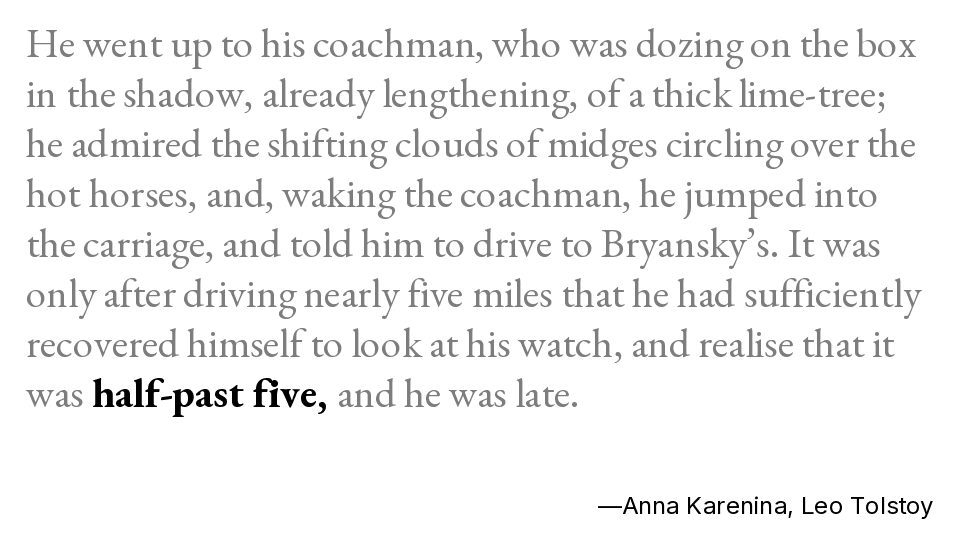 He went up to his coachman, who was dozing on the box
in the shadow, already lengthening, of a thick lime-tree;
he admired the shifting clouds of midges circling over the
hot horses, and, waking the coachman, he jumped into
the carriage, and told him to drive to Bryansky’s. It was
only after driving nearly five miles that he had sufficiently
recovered himself to look at his watch, and realise that it
was half-past five, and he was late.
—Anna Karenina, Leo Tolstoy